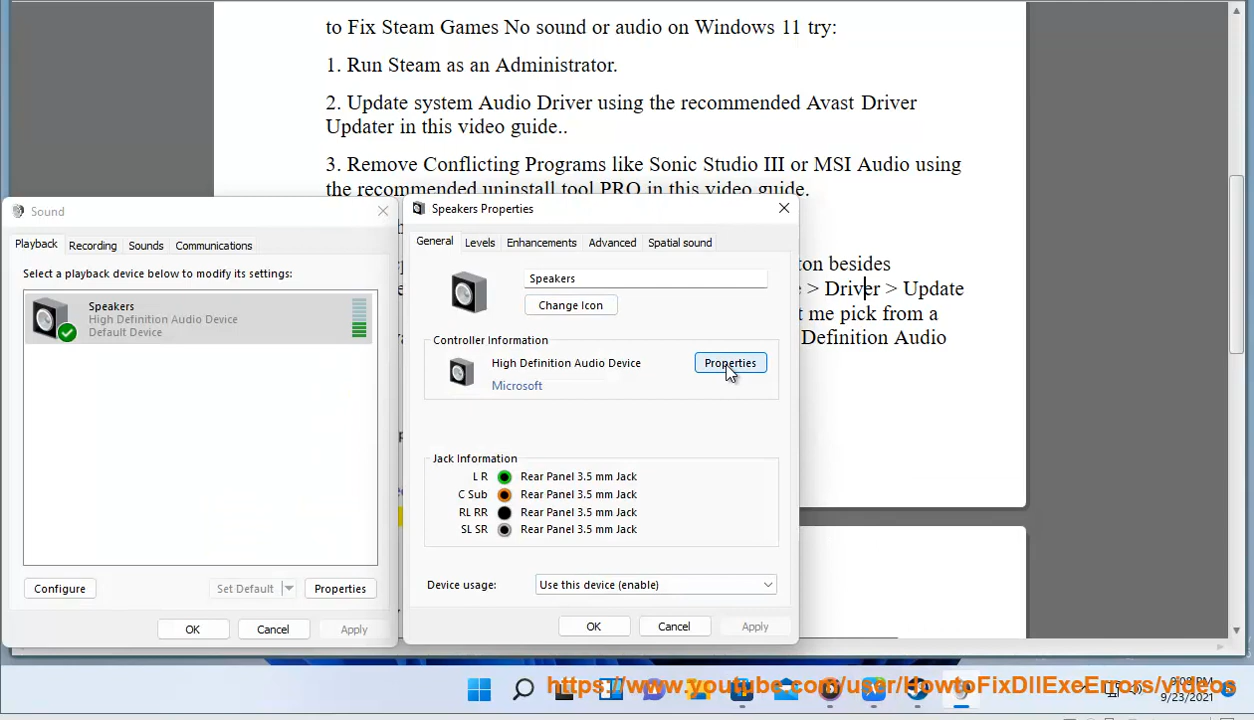 to Fix Steam Games No sound or audio on Windows 11 try:
1. Run Steam as an Administrator.
2. Update system Audio Driver using the recommended Avast Driver
Updater in this video guide..
3. Remove Conflicting Programs like Sonic Studio III or MSI Audio using
the recommended uninstall tool PRO in this video guide.
Sound
Playback
Recording
Sounds
Communications
Select a playback device below to modify its settings:
Speakers
High Definition Audio Device
Default Device
Configure
Set Default
Properties
OK
Cancel
Apply
Speakers Properties
General
Levels
Enhancements
Advanced
Spatial sound
Speakers
Change Icon
Controller Information
High Definition Audio Device
Properties
Microsoft
Jack Information
L R Rear Panel 3.5 mm Jack
C Sub Rear Panel 3.5 mm Jack
RL RR Rear Panel 3.5 mm Jack
SL SR Rear Panel 3.5 mm Jack
Device usage: Use this device (enable)
OK
Cancel
Apply
besides
> Driver > Update
me pick from a
Definition Audio
https://www.youtube.com/user/HowtoFixDllExeErrors/videos
9/23/2021